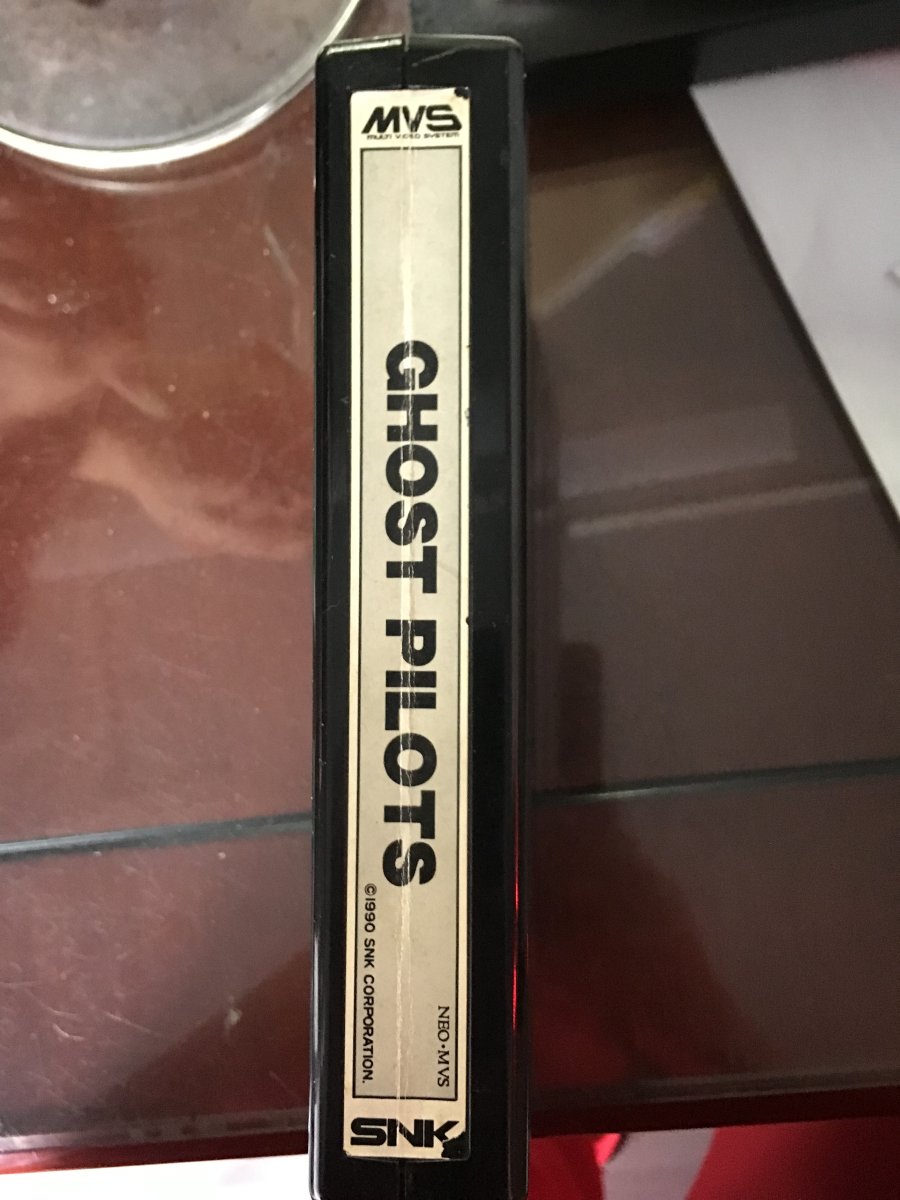 MVS
MULTI VIDEO SYSTEM
GHOST PILOTS
©1990 SNK CORPORATION.
NEO•MVS
SNK